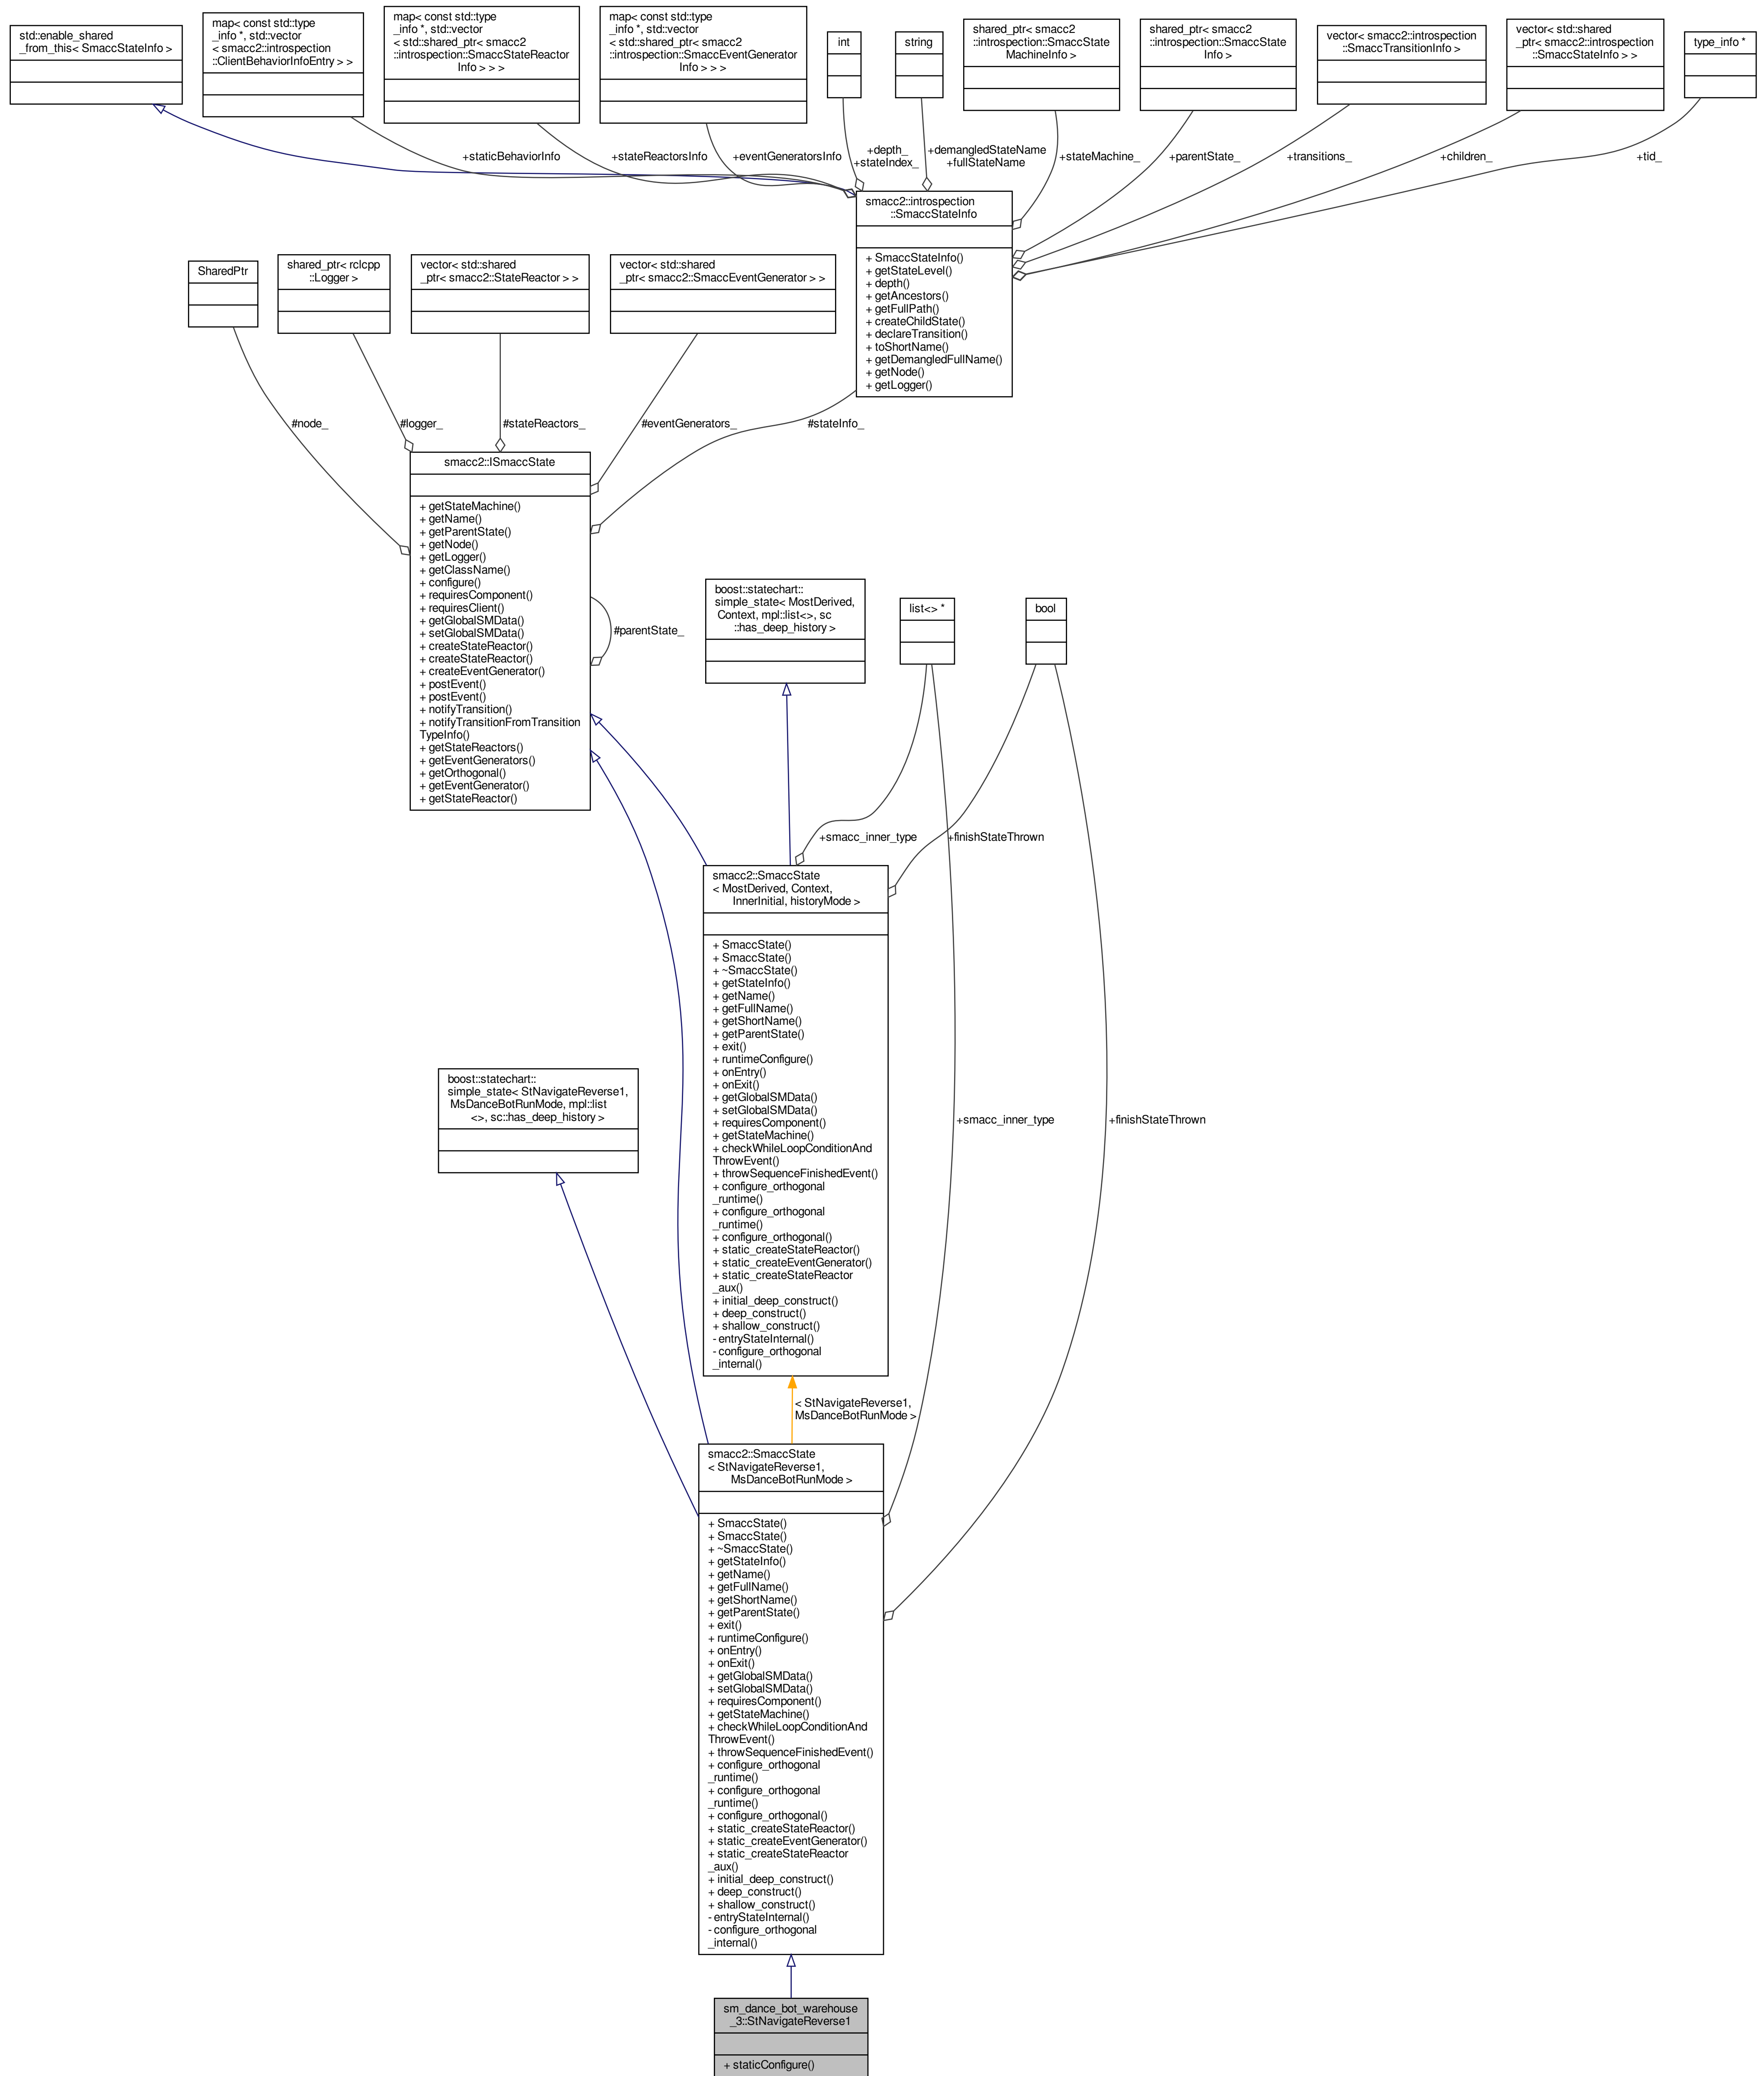 std::enable_shared
_from_this< SmaccStateInfo >
map< const std::type
_info *, std::vector
< smacc2::introspection
::ClientBehaviorInfoEntry > >
map< const std::type
_info *, std::vector
< std::shared_ptr< smacc2
::introspection::SmaccStateReactor
Info > > >
map< const std::type
_info *, std::vector
< std::shared_ptr< smacc2
::introspection::SmaccEventGenerator
Info > > >
int
string
shared_ptr< smacc2
::introspection::SmaccState
MachineInfo >
shared_ptr< smacc2
::introspection::SmaccState
Info >
vector< smacc2::introspection
::SmaccTransitionInfo >
vector< std::shared
_ptr< smacc2::introspection
::SmaccStateInfo > >
type_info *
+staticBehaviorInfo
+stateReactorsInfo
+eventGeneratorsInfo
+depth_
+stateIndex_
+demangledStateName
+fullStateName
+stateMachine_
+parentState_
+transitions_
+children_
+tid_
smacc2::introspection
::SmaccStateInfo
+ SmaccStateInfo()
+ getStateLevel()
+ depth()
+ getAncestors()
+ getFullPath()
+ createChildState()
+ declareTransition()
+ toShortName()
+ getDemangledFullName()
+ getNode()
+ getLogger()
SharedPtr
shared_ptr< rclcpp
::Logger >
vector< std::shared
_ptr< smacc2::StateReactor > >
vector< std::shared
_ptr< smacc2::SmaccEventGenerator > >
#node_
#logger_
#stateReactors_
#eventGenerators_
#stateInfo_
smacc2::ISmaccState
+ getStateMachine()
+ getName()
+ getParentState()
+ getNode()
+ getLogger()
+ getClassName()
+ configure()
+ requiresComponent()
+ requiresClient()
+ getGlobalSMData()
+ setGlobalSMData()
+ createStateReactor()
+ createStateReactor()
+ createEventGenerator()
+ postEvent()
+ postEvent()
+ notifyTransition()
+ notifyTransitionFromTransition
TypeInfo()
+ getStateReactors()
+ getEventGenerators()
+ getOrthogonal()
+ getEventGenerator()
+ getStateReactor()
#parentState_
boost::statechart::
simple_state< MostDerived,
Context, mpl::list<>, sc
::has_deep_history >
list<> *
bool
+smacc_inner_type
+finishStateThrown
smacc2::SmaccState
< MostDerived, Context,
InnerInitial, historyMode >
+ SmaccState()
+ SmaccState()
+ ~SmaccState()
+ getStateInfo()
+ getName()
+ getFullName()
+ getShortName()
+ getParentState()
+ exit()
+ runtimeConfigure()
+ onEntry()
+ onExit()
+ getGlobalSMData()
+ setGlobalSMData()
+ requiresComponent()
+ getStateMachine()
+ checkWhileLoopConditionAnd
ThrowEvent()
+ throwSequenceFinishedEvent()
+ configure_orthogonal
_runtime()
+ configure_orthogonal
_runtime()
+ configure_orthogonal()
+ static_createStateReactor()
+ static_createEventGenerator()
+ static_createStateReactor
_aux()
+ initial_deep_construct()
+ deep_construct()
+ shallow_construct()
- entryStateInternal()
- configure_orthogonal
_internal()
boost::statechart::
simple_state< StNavigateReverse1,
MsDanceBotRunMode, mpl::list
<>, sc::has_deep_history >
+smacc_inner_type
+finishStateThrown
< StNavigateReverse1,
MsDanceBotRunMode >
smacc2::SmaccState
< StNavigateReverse1,
MsDanceBotRunMode >
+ SmaccState()
+ SmaccState()
+ ~SmaccState()
+ getStateInfo()
+ getName()
+ getFullName()
+ getShortName()
+ getParentState()
+ exit()
+ runtimeConfigure()
+ onEntry()
+ onExit()
+ getGlobalSMData()
+ setGlobalSMData()
+ requiresComponent()
+ getStateMachine()
+ checkWhileLoopConditionAnd
ThrowEvent()
+ throwSequenceFinishedEvent()
+ configure_orthogonal
_runtime()
+ configure_orthogonal
_runtime()
+ configure_orthogonal()
+ static_createStateReactor()
+ static_createEventGenerator()
+ static_createStateReactor
_aux()
+ initial_deep_construct()
+ deep_construct()
+ shallow_construct()
- entryStateInternal()
- configure_orthogonal
_internal()
sm_dance_bot_warehouse
_3::StNavigateReverse1
+ staticConfigure()